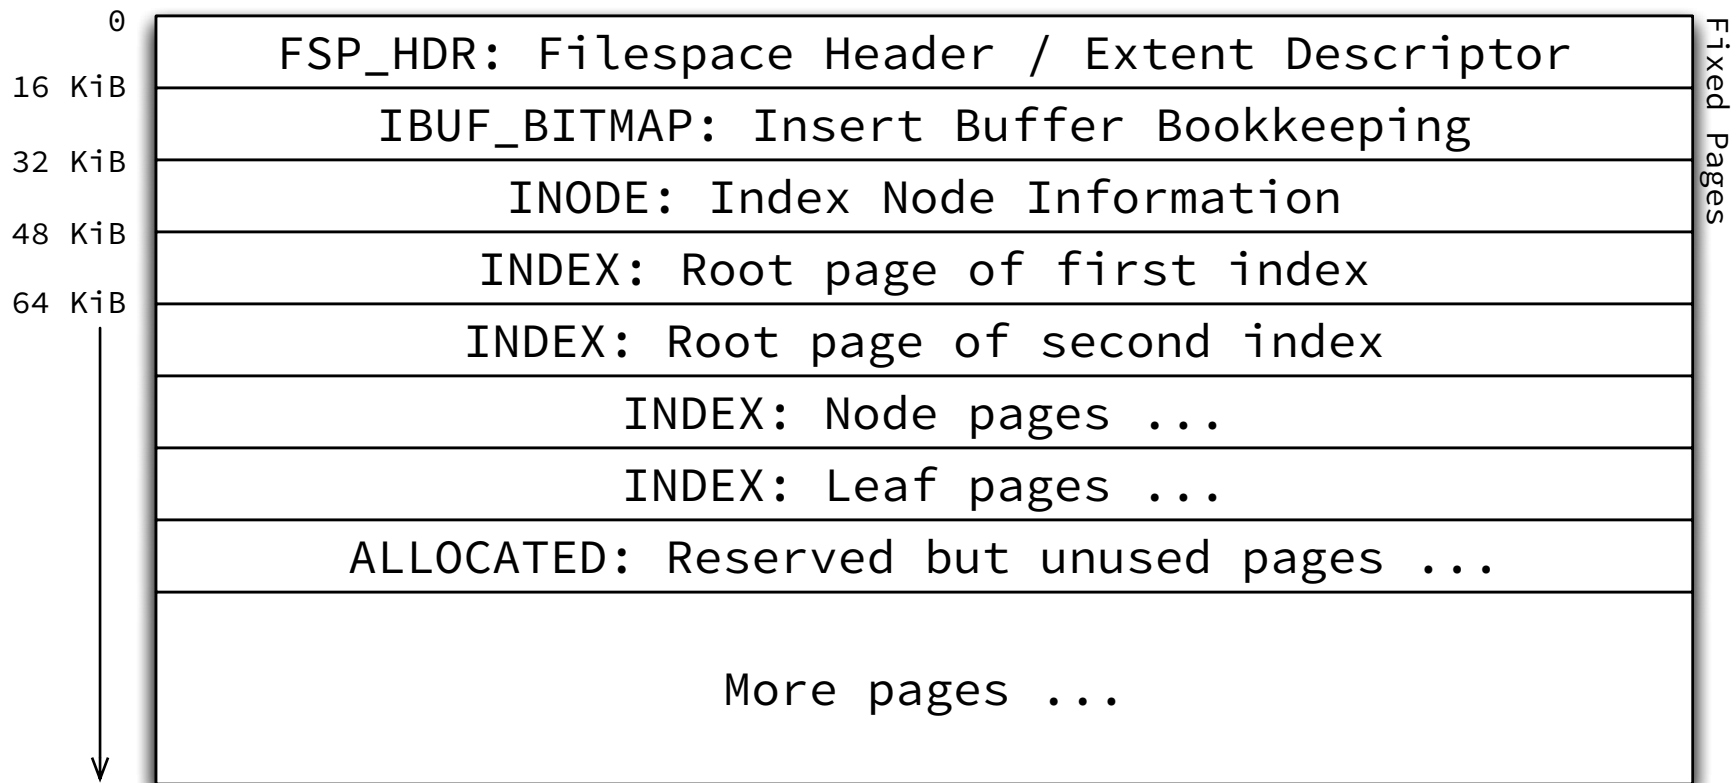 0
FSP_HDR: Filespace Header / Extent Descriptor
16 KiB
IBUF_BITMAP: Insert Buffer Bookkeeping
32 KiB
INODE: Index Node Information
48 KiB
INDEX: Root page of first index
64 KiB
INDEX: Root page of second index
INDEX: Node pages ...
INDEX: Leaf pages ...
ALLOCATED: Reserved but unused pages ...
More pages ...
Fixed Pages